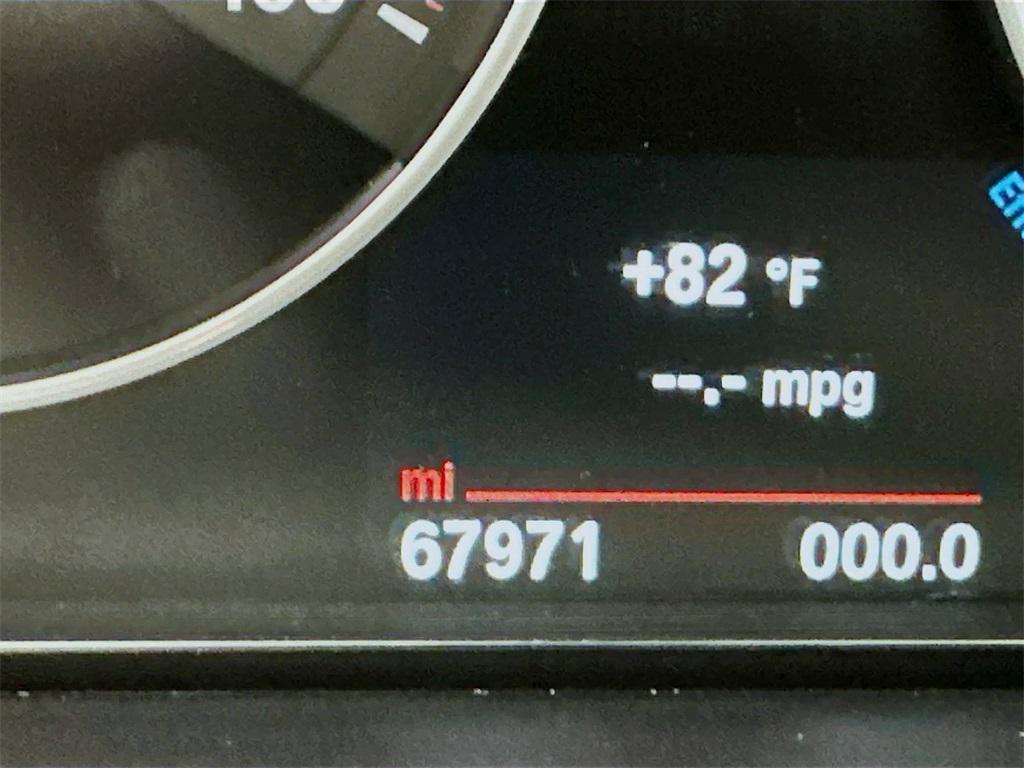 +82 °F
--.- mpg
mi
67971 000.0